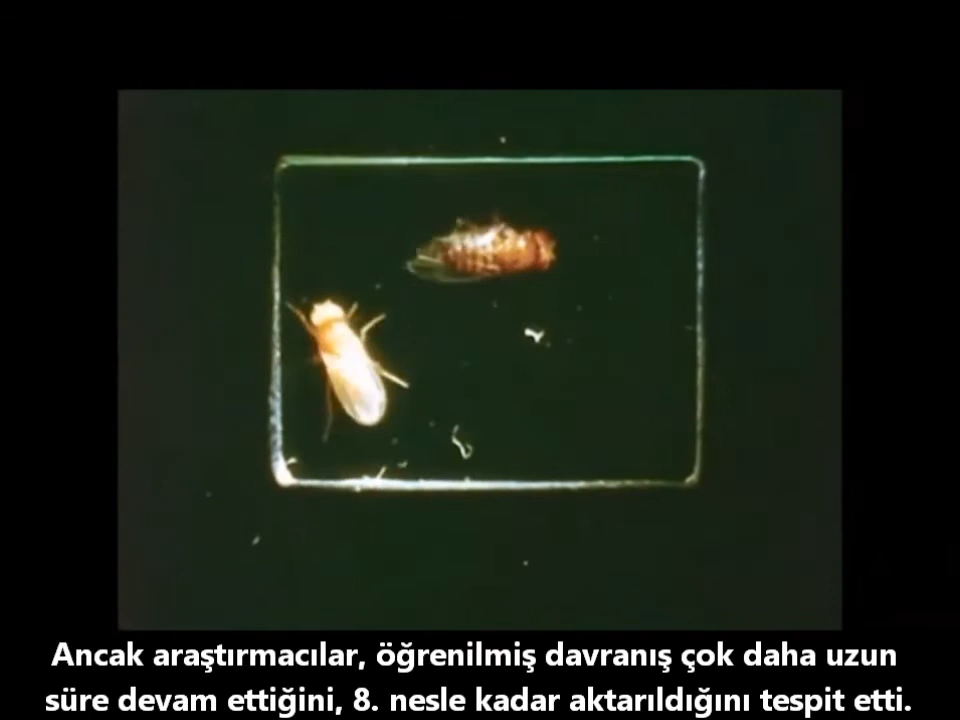 Ancak araştırmacılar, öğrenilmiş davranış çok daha uzun
süre devam ettiğini, 8. nesle kadar aktarıldığını tespit etti.